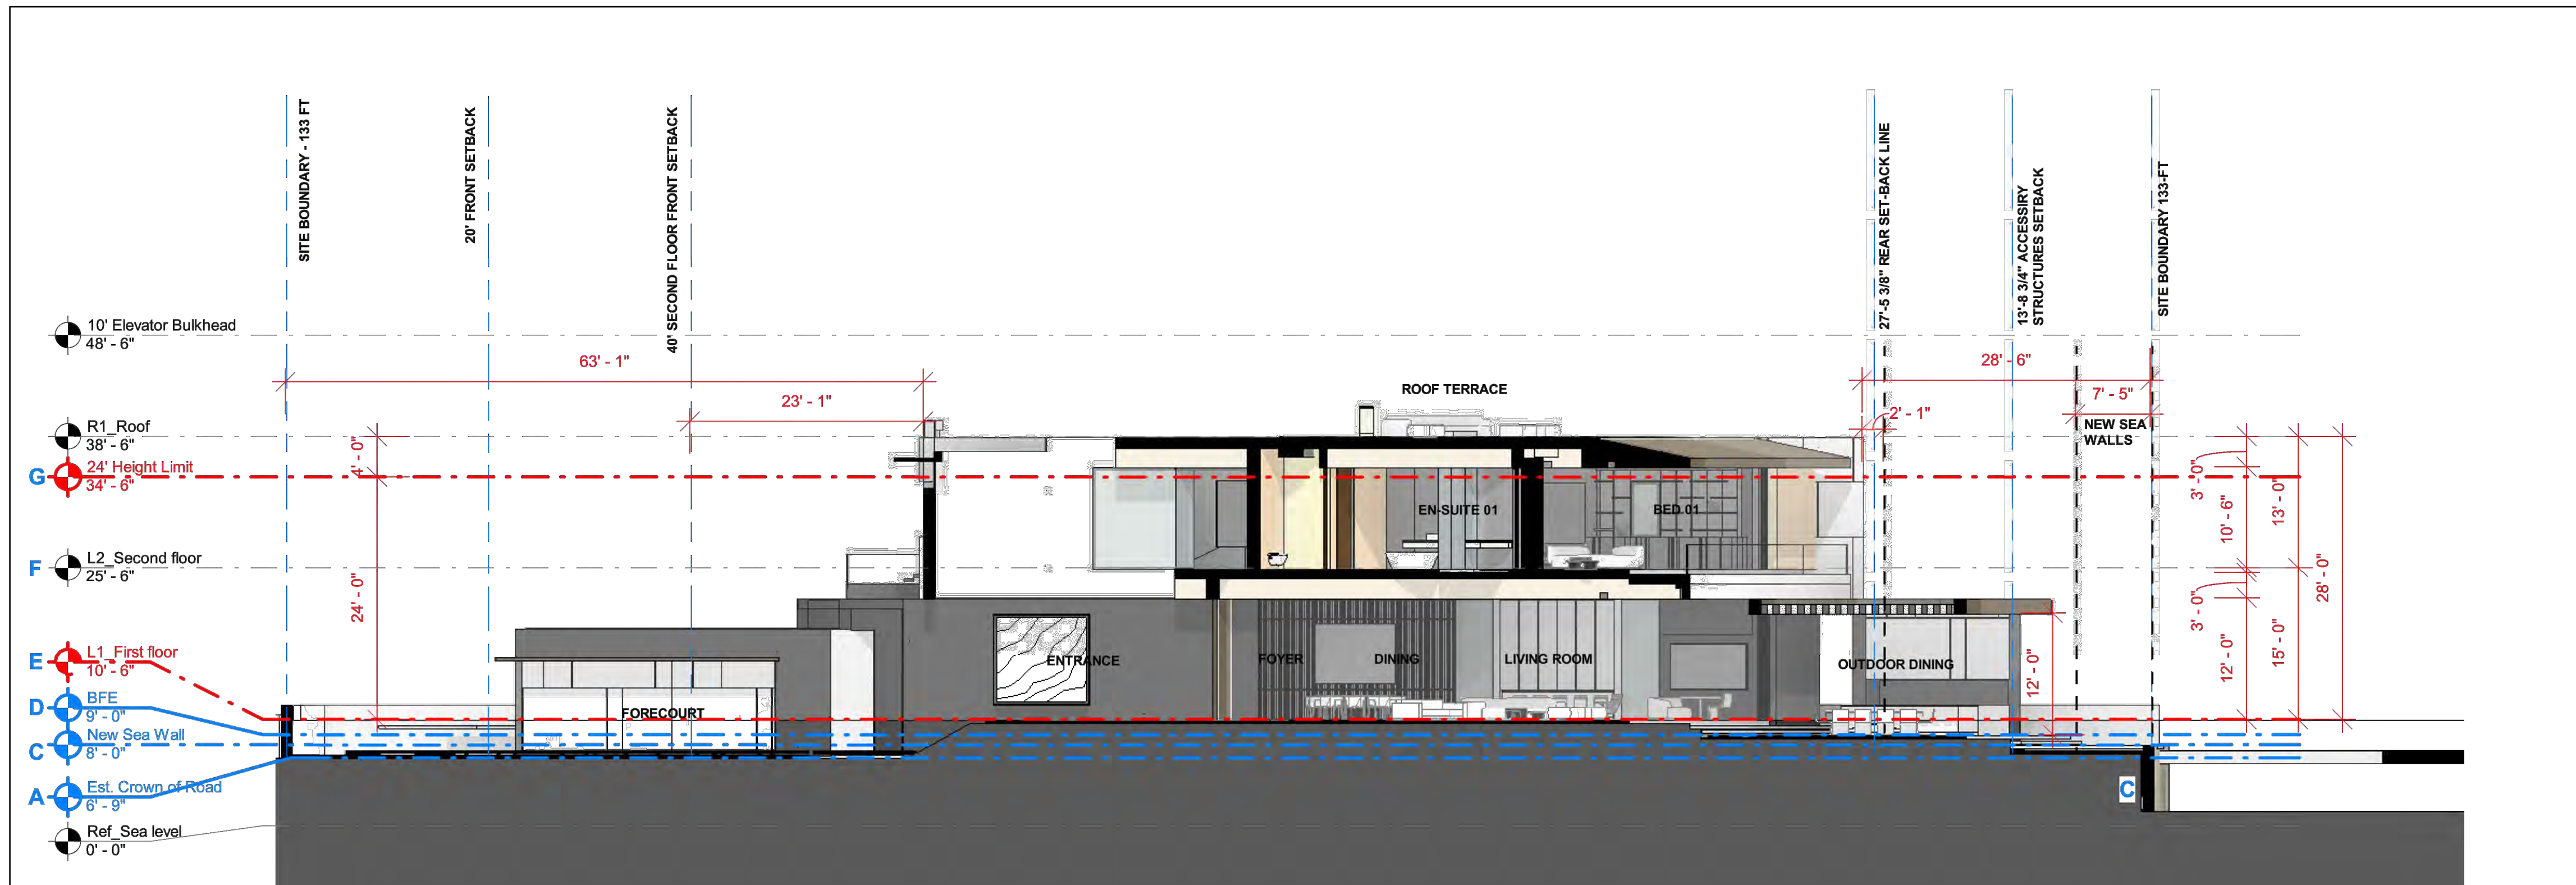 SITE BOUNDARY - 133 FT
20' FRONT SETBACK
40' SECOND FLOOR FRONT SETBACK
27'-5 3/8" REAR SET-BACK LINE
13'-8 3/4" ACCESSIRY
STRUCTURES SETBACK
SITE BOUNDARY 133-FT
10' Elevator Bulkhead
48' - 6"
63' - 1"
28' - 6"
ROOF TERRACE
23' - 1"
7' - 5"
2' - 1"
NEW SEA
WALLS
R1_Roof
38' - 6"
4' - 0"
G
24' Height Limit
34' - 6"
3' - 0"
10' - 6"
13' - 0"
EN-SUITE 01
BED 01
F
L2_Second floor
25' - 6"
24' - 0"
28' - 0"
3' - 0"
12' - 0"
15' - 0"
E
L1_First floor
10' - 6"
ENTRANCE
FOYER
DINING
LIVING ROOM
OUTDOOR DINING
12' - 0"
D
BFE
9' - 0"
FORECOURT
C
New Sea Wall
8' - 0"
A
Est. Crown of Road
6' - 9"
C
Ref_Sea level
0' - 0"